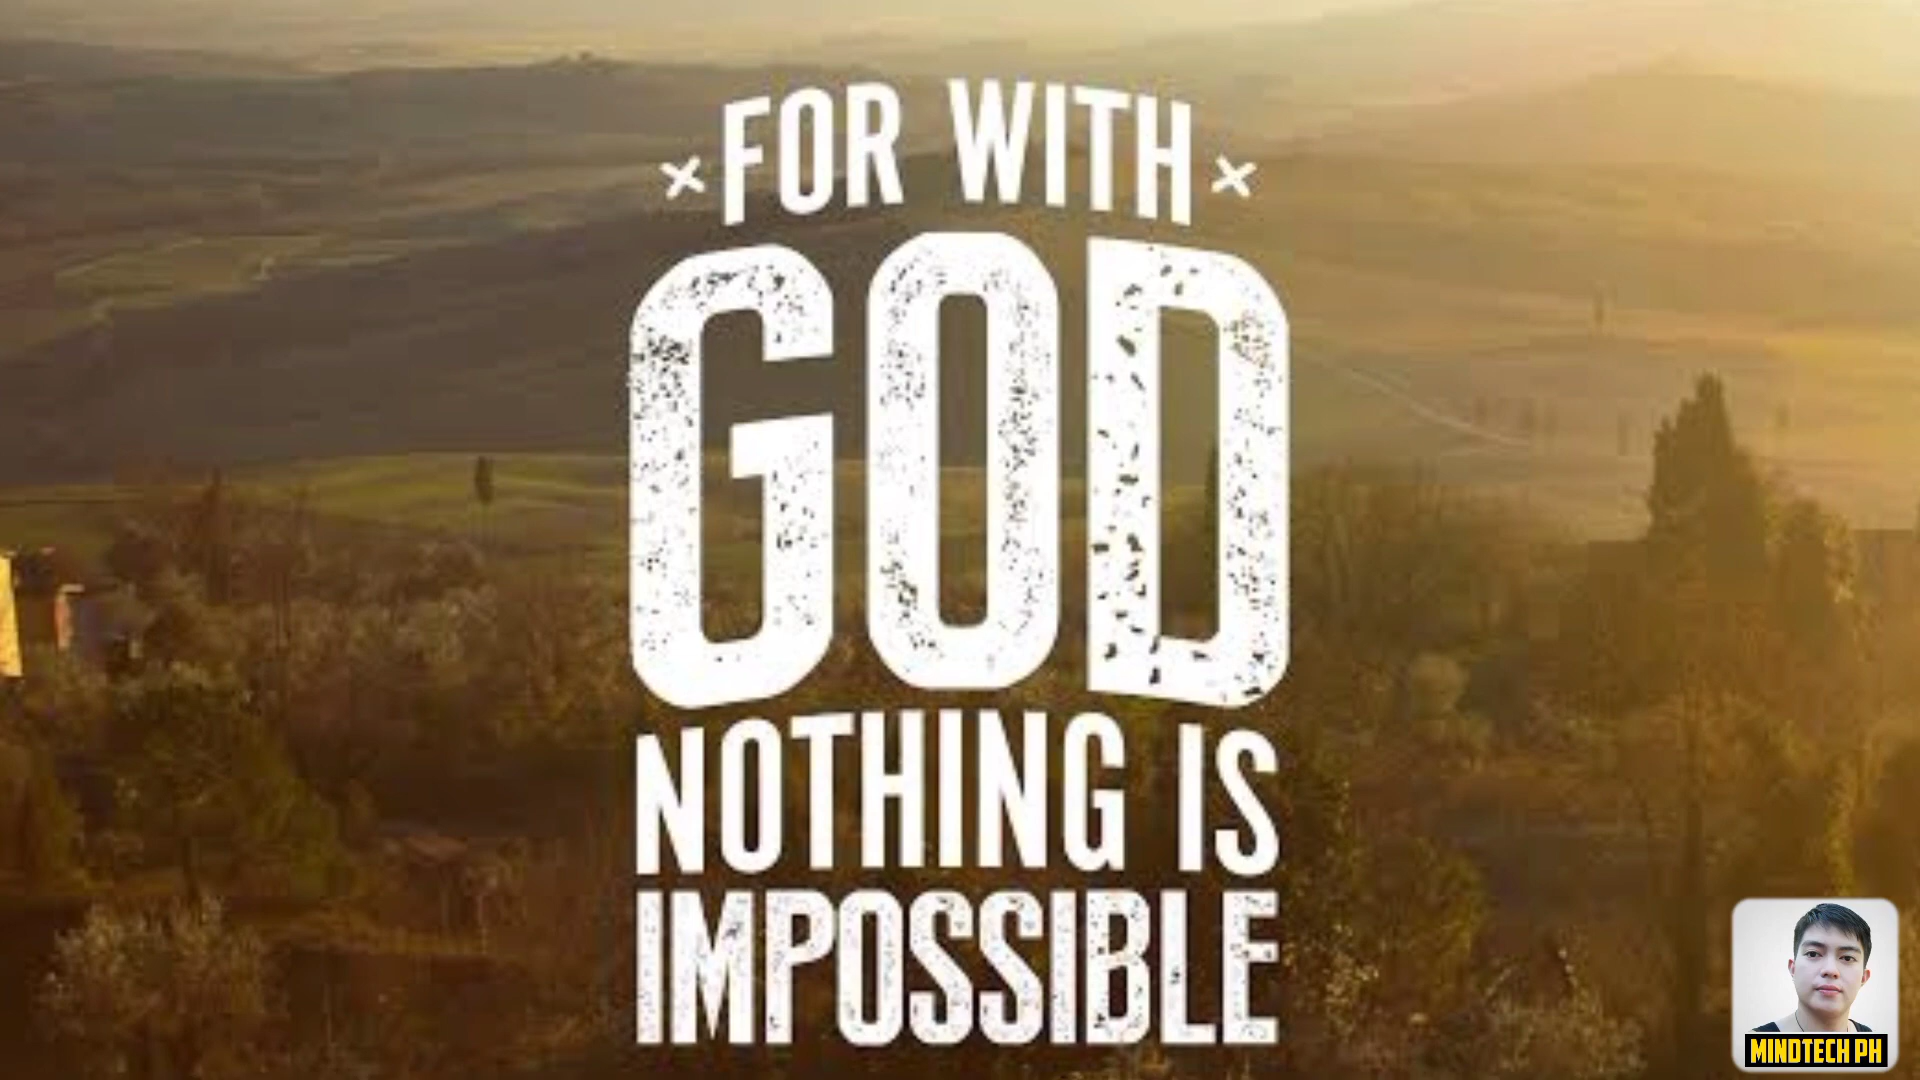 FOR WITH
GOD
NOTHING IS
IMPOSSIBLE
MINDTECH PH